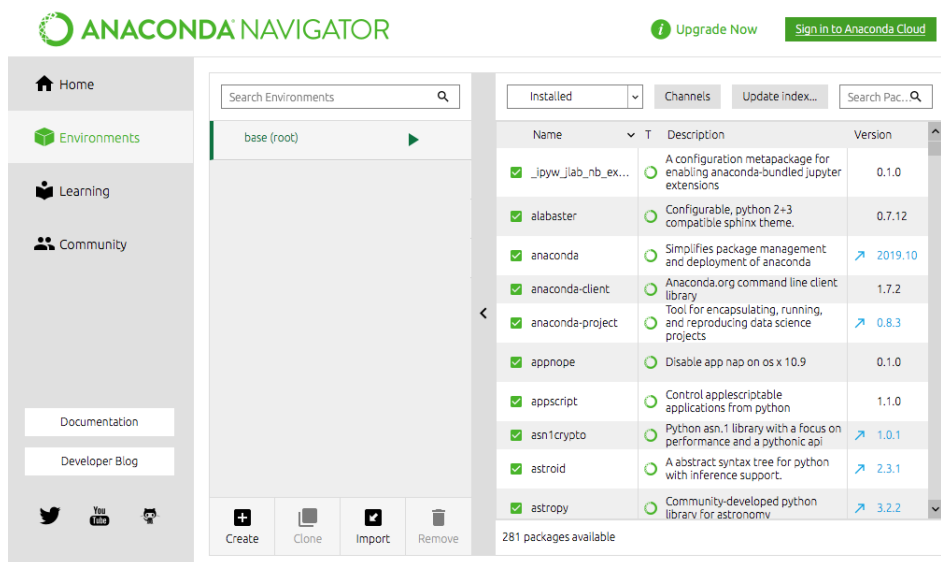 ANACONDA NAVIGATOR
Upgrade Now
Sign in to Anaconda Cloud
Home
Environments
Learning
Community
Documentation
Developer Blog
You
Tube
Search Environments
base (root)
Create
Clone
Import
Remove
Installed
Channels
Update index...
Search Pac...
Name T Description Version
_ipyw_jlab_nb_ex... A configuration metapackage for 0.1.0
enabling anaconda-bundled jupyter
extensions
alabaster Configurable, python 2+3 0.7.12
compatible sphinx theme.
anaconda Simplifies package management 2019.10
and deployment of anaconda
anaconda-client Anaconda.org command line client 1.7.2
library
anaconda-project Tool for encapsulating, running, 0.8.3
and reproducing data science
projects
appnope Disable app nap on os x 10.9 0.1.0
appscript Control applescriptable 1.1.0
applications from python
asn1crypto Python asn.1 library with a focus on 1.0.1
performance and a pythonic api
astroid A abstract syntax tree for python 2.3.1
with inference support.
astropy Community-developed python 3.2.2
library for astronomy
281 packages available